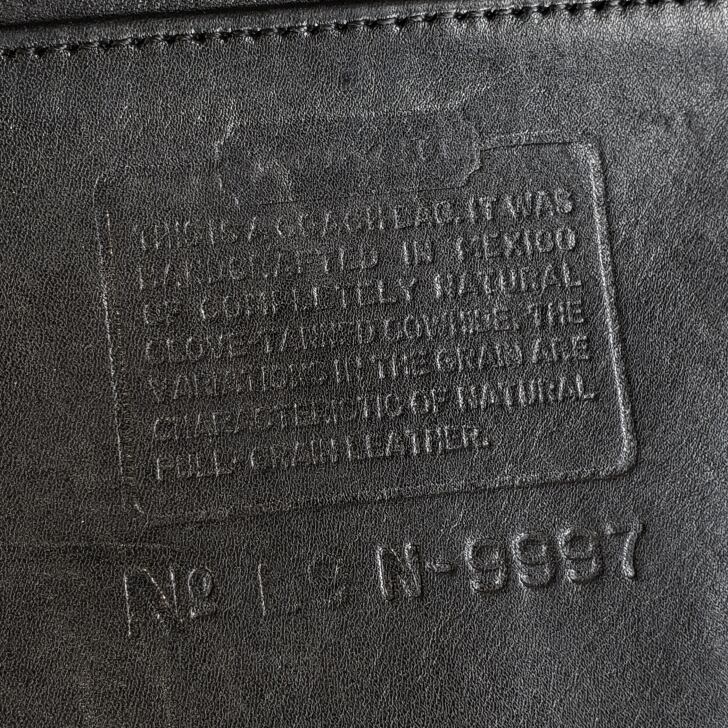 THIS IS A COACH BAG. IT WAS
HANDCRAFTED IN MEXICO
OF COMPLETELY NATURAL
GLOVE-TANNED COWHIDE. THE
VARIATIONS IN THE GRAIN ARE
CHARACTERISTIC OF NATURAL
FULL-GRAIN LEATHER.
Nº N-9997